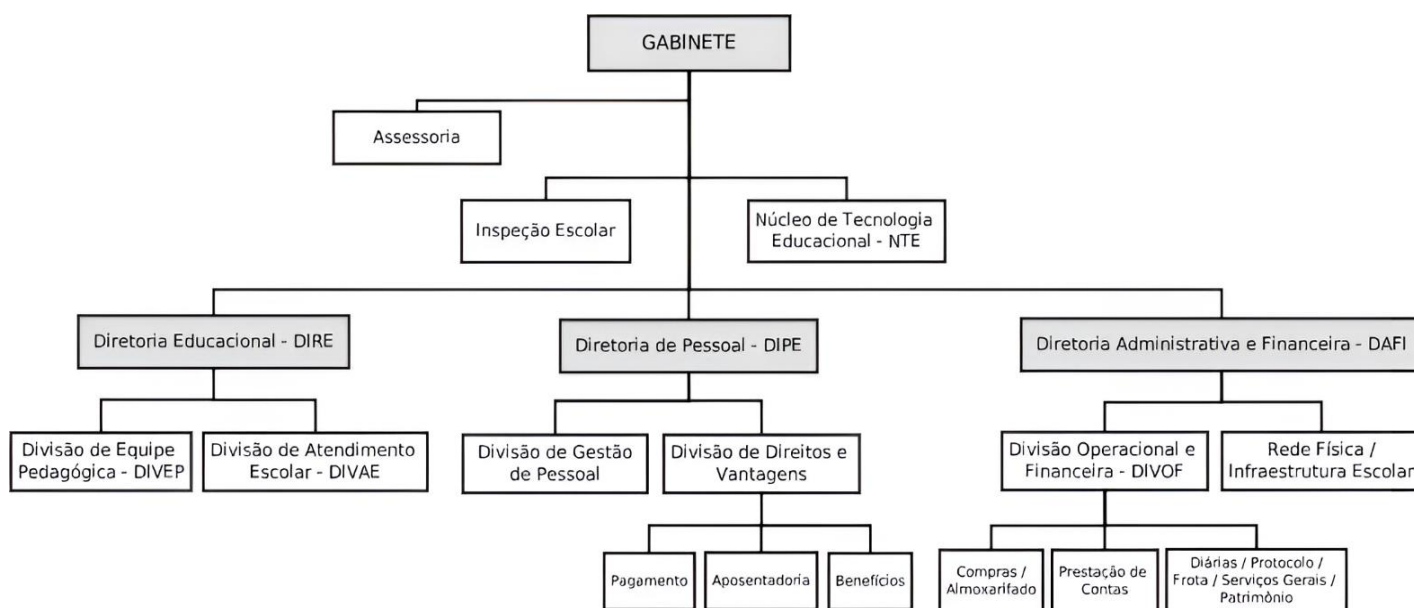 GABINETE
Assessoria
Inspeção Escolar
Núcleo de Tecnologia
Educacional - NTE
Diretoria Educacional - DIRE
Diretoria de Pessoal - DIPE
Diretoria Administrativa e Financeira - DAFI
Divisão de Equipe
Pedagógica - DIVEP
Divisão de Atendimento
Escolar - DIVAE
Divisão de Gestão
de Pessoal
Divisão de Direitos e
Vantagens
Divisão Operacional e
Financeira - DIVOF
Rede Física /
Infraestrutura Escolar
Pagamento
Aposentadoria
Benefícios
Compras /
Almoxarifado
Prestação de
Contas
Diárias / Protocolo /
Frota / Serviços Gerais /
Patrimônio